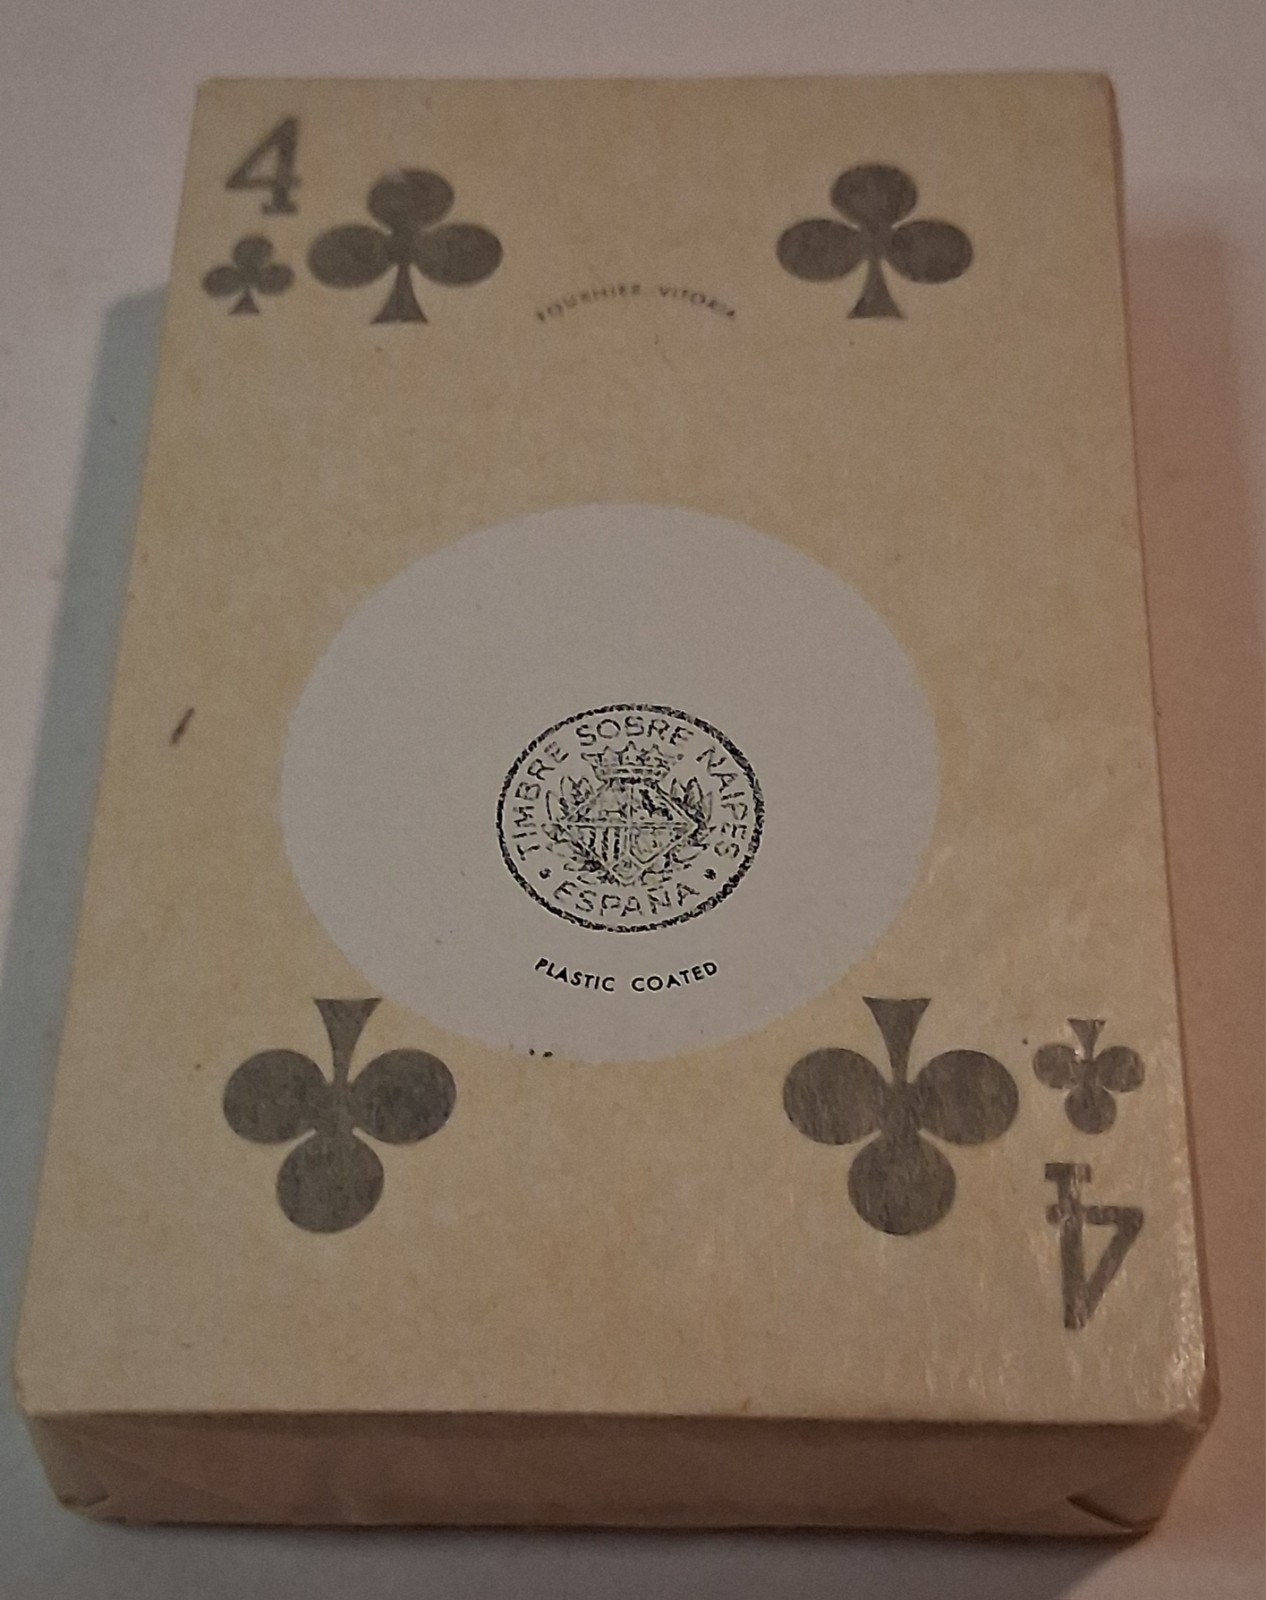 4
FOURNIER. VITORIA
TIMBRE SOBRE NAIPES
* ESPAÑA *
PLASTIC COATED
4